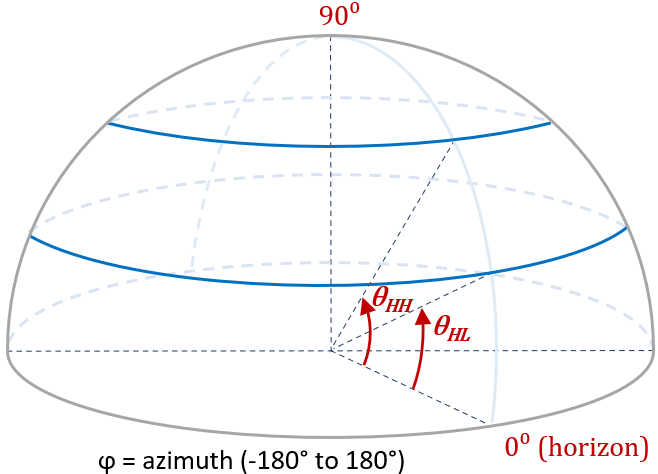 90⁰
θHH
θHL
0⁰ (horizon)
φ = azimuth (-180° to 180°)